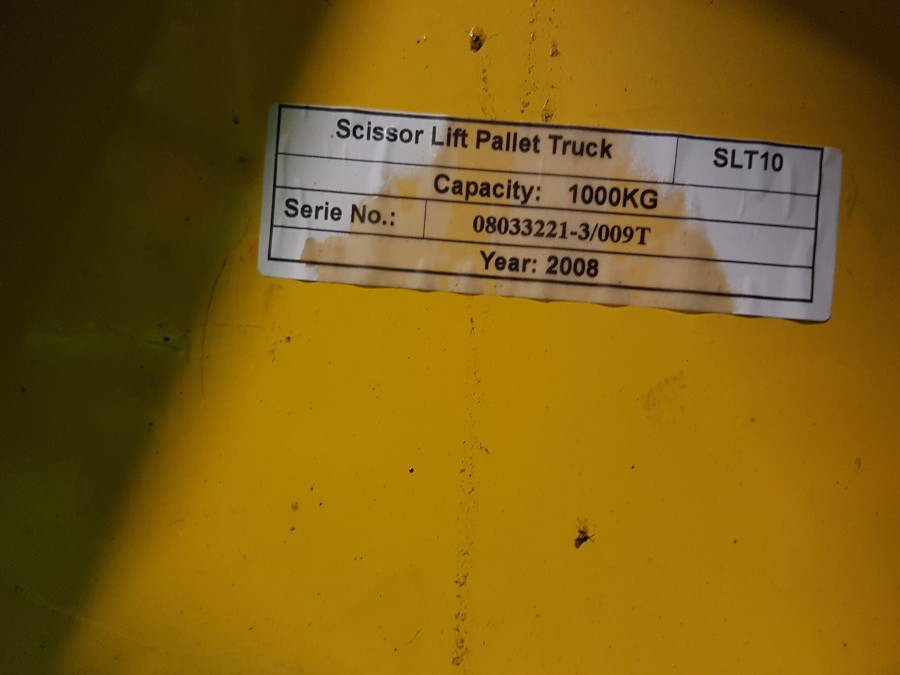 Scissor Lift Pallet Truck SLT10
Capacity: 1000KG
Serie No.: 08033221-3/009T
Year: 2008